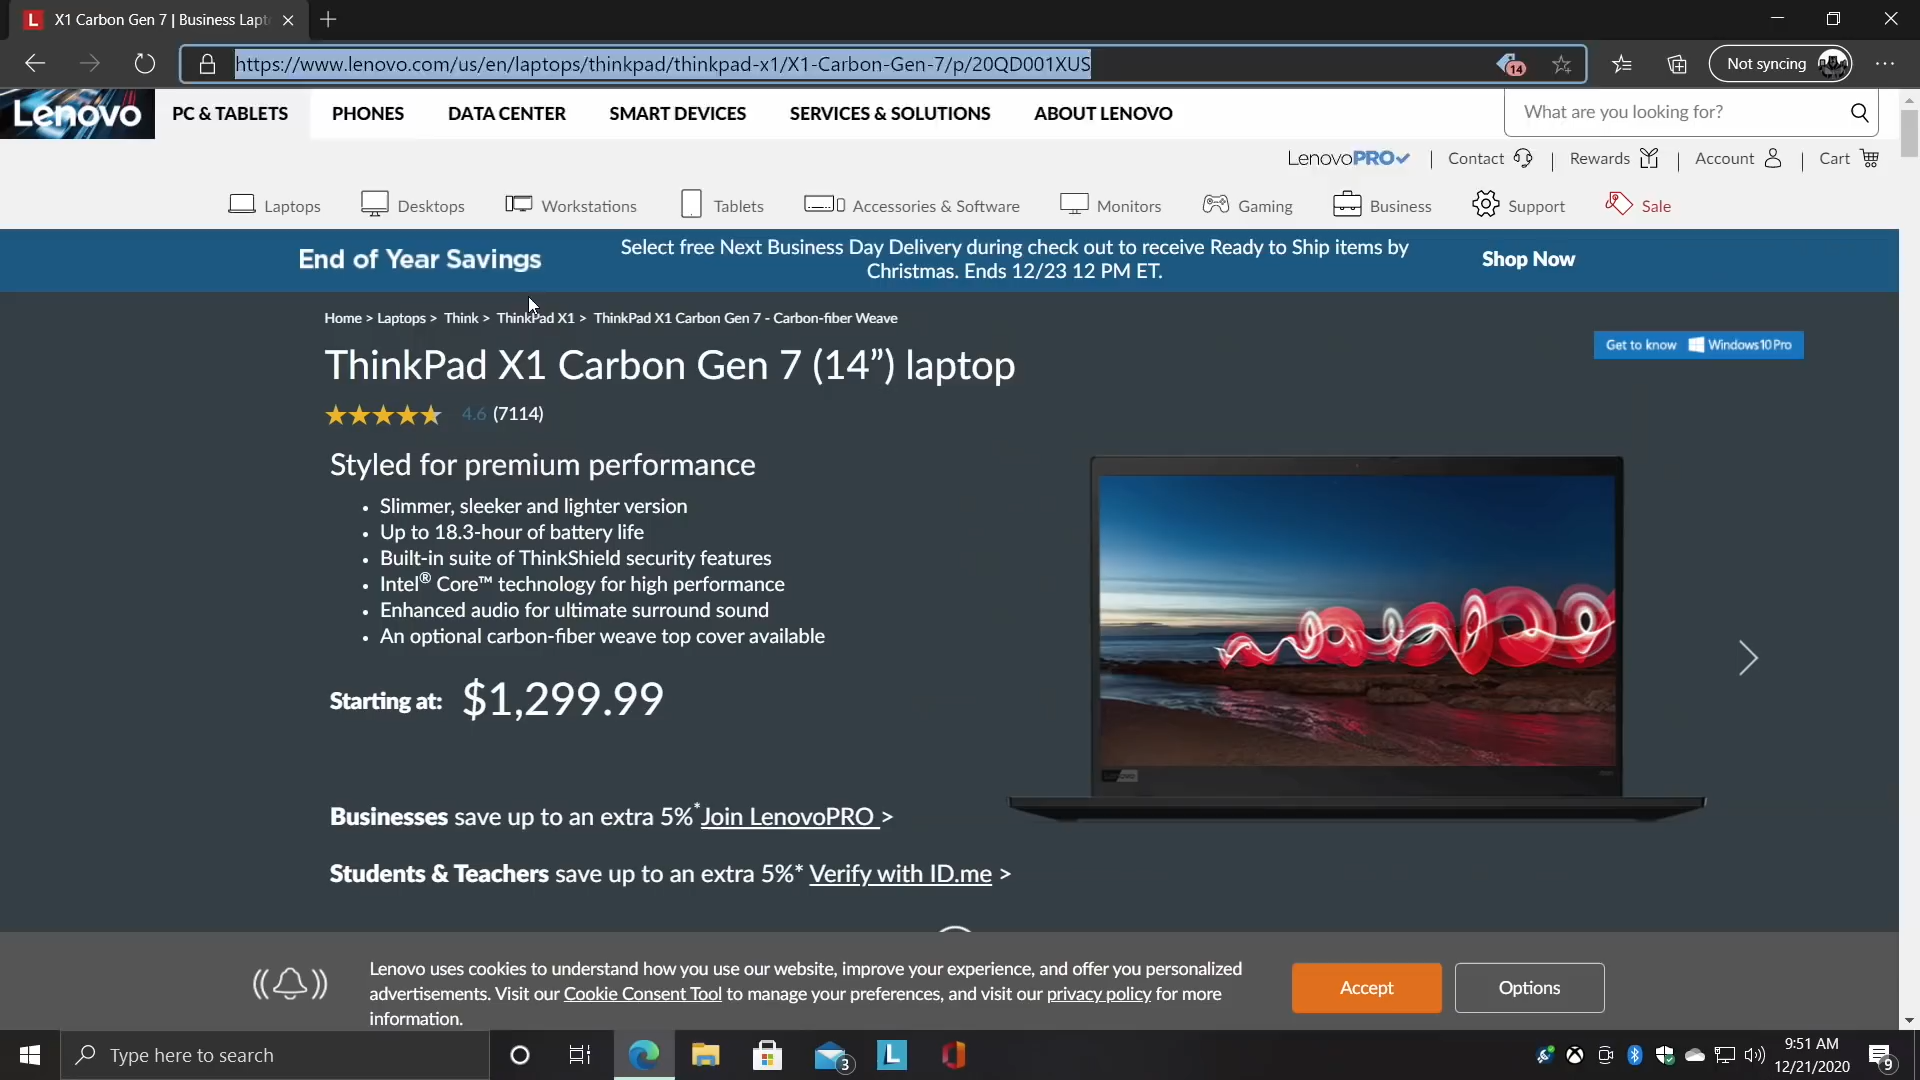 X1 Carbon Gen 7 | Business Lapt
https://www.lenovo.com/us/en/laptops/thinkpad/thinkpad-x1/X1-Carbon-Gen-7/p/20QD001XUS
14
Not syncing
Lenovo
PC & TABLETS
PHONES
DATA CENTER
SMART DEVICES
SERVICES & SOLUTIONS
ABOUT LENOVO
What are you looking for?
LenovoPRO
Contact
Rewards
Account
Cart
Laptops
Desktops
Workstations
Tablets
Accessories & Software
Monitors
Gaming
Business
Support
Sale
End of Year Savings
Select free Next Business Day Delivery during check out to receive Ready to Ship items by
Christmas. Ends 12/23 12 PM ET.
Shop Now
Home > Laptops > Think > ThinkPad X1 > ThinkPad X1 Carbon Gen 7 - Carbon-fiber Weave
Get to know Windows 10 Pro
ThinkPad X1 Carbon Gen 7 (14”) laptop
4.6 (7114)
Styled for premium performance
• Slimmer, sleeker and lighter version
• Up to 18.3-hour of battery life
• Built-in suite of ThinkShield security features
• Intel® Core™ technology for high performance
• Enhanced audio for ultimate surround sound
• An optional carbon-fiber weave top cover available
Starting at: $1,299.99
Businesses save up to an extra 5%*Join LenovoPRO >
Students & Teachers save up to an extra 5%* Verify with ID.me >
Lenovo
Lenovo uses cookies to understand how you use our website, improve your experience, and offer you personalized
advertisements. Visit our Cookie Consent Tool to manage your preferences, and visit our privacy policy for more
information.
Accept
Options
Type here to search
3
L
9:51 AM
12/21/2020
9